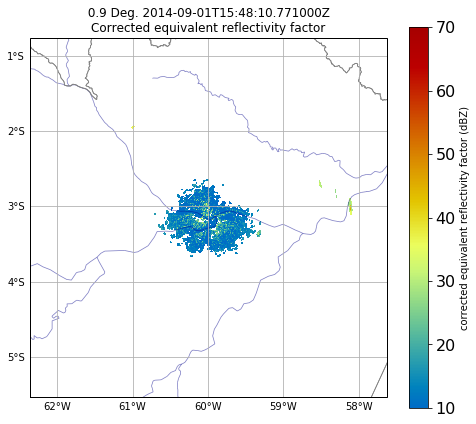 0.9 Deg. 2014-09-01T15:48:10.771000Z
Corrected equivalent reflectivity factor
1°S
2°S
3°S
4°S
5°S
62°W 61°W 60°W 59°W 58°W
70
60
50
40
30
20
10
corrected equivalent reflectivity factor (dBZ)